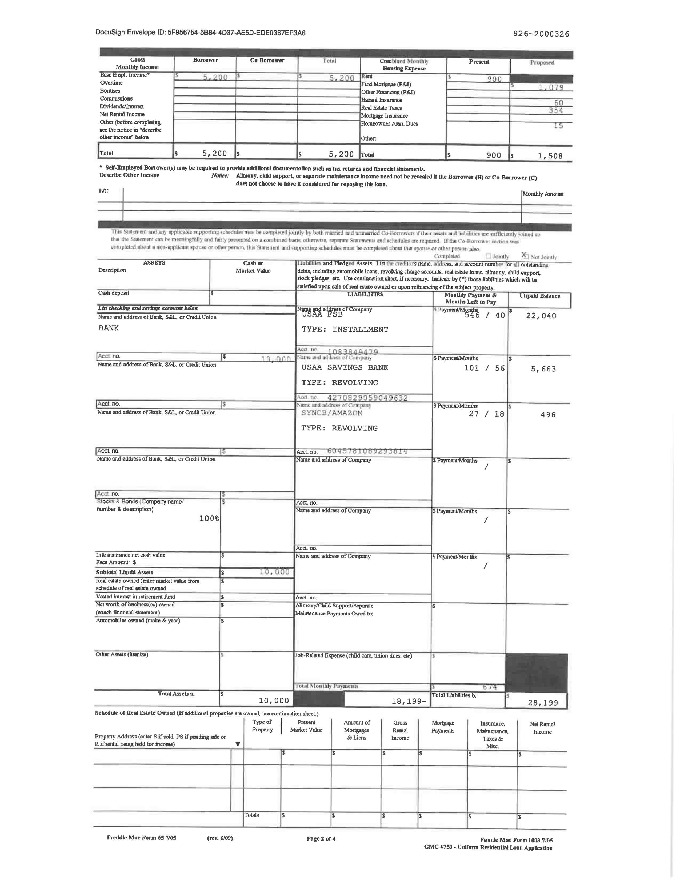 DocuSign Envelope ID: 5F856754-5B84-4D37-AE5D-EDE0367EF3A6
926-2000326
Gross Monthly Income Borrower Co-Borrower Total Combined Monthly Housing Expense Present Proposed
Base Empl. Income* $ 5,200 $ $ 5,200 Rent $ 900
Overtime First Mortgage (P&I) $ 1,079
Bonuses Other Financing (P&I)
Commissions Hazard Insurance 60
Dividends/Interest Real Estate Taxes 354
Net Rental Income Mortgage Insurance
Other (before completing, see the notice in "describe other income" below Homeowner Assn. Dues 15
Other:
Total $ 5,200 $ $ 5,200 Total $ 900 $ 1,508
* Self-Employed Borrower(s) may be required to provide additional documentation such as tax returns and financial statements.
Describe Other Income Notice: Alimony, child support, or separate maintenance income need not be revealed if the Borrower (B) or Co-Borrower (C)
does not choose to have it considered for repaying this loan.
B/C Monthly Amount
This Statement and any applicable supporting schedules may be completed jointly by both married and unmarried Co-Borrowers if their assets and liabilities are sufficiently joined so
that the Statement can be meaningfully and fairly presented on a combined basis; otherwise, separate Statements and Schedules are required. If the Co-Borrower section was
completed about a non-applicant spouse or other person, this Statement and supporting schedules must be completed about that spouse or other person also.
Completed Jointly X Not Jointly
ASSETS
Description
Cash or Market Value
Liabilities and Pledged Assets. List the creditor's name, address, and account number for all outstanding
debts, including automobile loans, revolving charge accounts, real estate loans, alimony, child support,
stock pledges, etc. Use continuation sheet, if necessary. Indicate by (*) those liabilities which will be
satisfied upon sale of real estate owned or upon refinancing of the subject property.
Cash deposit $
LIABILITIES Monthly Payment & Months Left to Pay Unpaid Balance
List checking and savings accounts below
Name and address of Bank, S&L, or Credit Union
BANK
Name and address of Company $ Payment/Months
USAA FSB 546 / 40 22,040
TYPE: INSTALLMENT
Acct. no. $ 10,000
Acct. no.
Name and address of Bank, S&L, or Credit Union
Name and address of Company $ Payment/Months $
USAA SAVINGS BANK 101 / 56 5,663
TYPE: REVOLVING
Acct. no. $
Acct. no.
Name and address of Bank, S&L, or Credit Union
Name and address of Company $ Payment/Months $
SYNCB/AMAZON 27 / 18 496
TYPE: REVOLVING
Acct. no. $
Acct. no.
Name and address of Bank, S&L, or Credit Union
Name and address of Company $ Payment/Months $
/
Acct. no. $
Acct. no.
Stocks & Bonds (Company name/ number & description) $
100%
Name and address of Company $ Payment/Months $
/
Acct. no.
Life insurance net cash value $
Face Amount: $
Name and address of Company $ Payment/Months $
/
Subtotal Liquid Assets $ 10,000
Real estate owned (enter market value from schedule of real estate owned $
Vested interest in retirement fund $
Acct. no.
Net worth of business(es) owned (attach financial statement) $
Alimony/Child Support/Separate Maintenance Payments Owed to: $
Automobiles owned (make & year) $
Other Assets (itemize) $
Job-Related Expense (child care, union dues, etc) $
Total Monthly Payments $ 674
Total Assets a. $ 10,000
18,199-
Total Liabilities b. $ 28,199
Schedule of Real Estate Owned (If additional properties are owned, use continuation sheet.)
Property Address (enter S if sold, PS if pending sale or R if rental being held for income)
Type of Property
Present Market Value
Amount of Mortgages & Liens
Gross Rental Income
Mortgage Payments
Insurance, Maintenance, Taxes & Misc.
Net Rental Income
$ $ $ $ $ $
Totals $ $ $ $ $ $
Freddie Mac Form 65 7/05 (rev. 6/09) Page 2 of 4 Fannie Mae Form 1003 7/05
GMC 4753 - Uniform Residential Loan Application